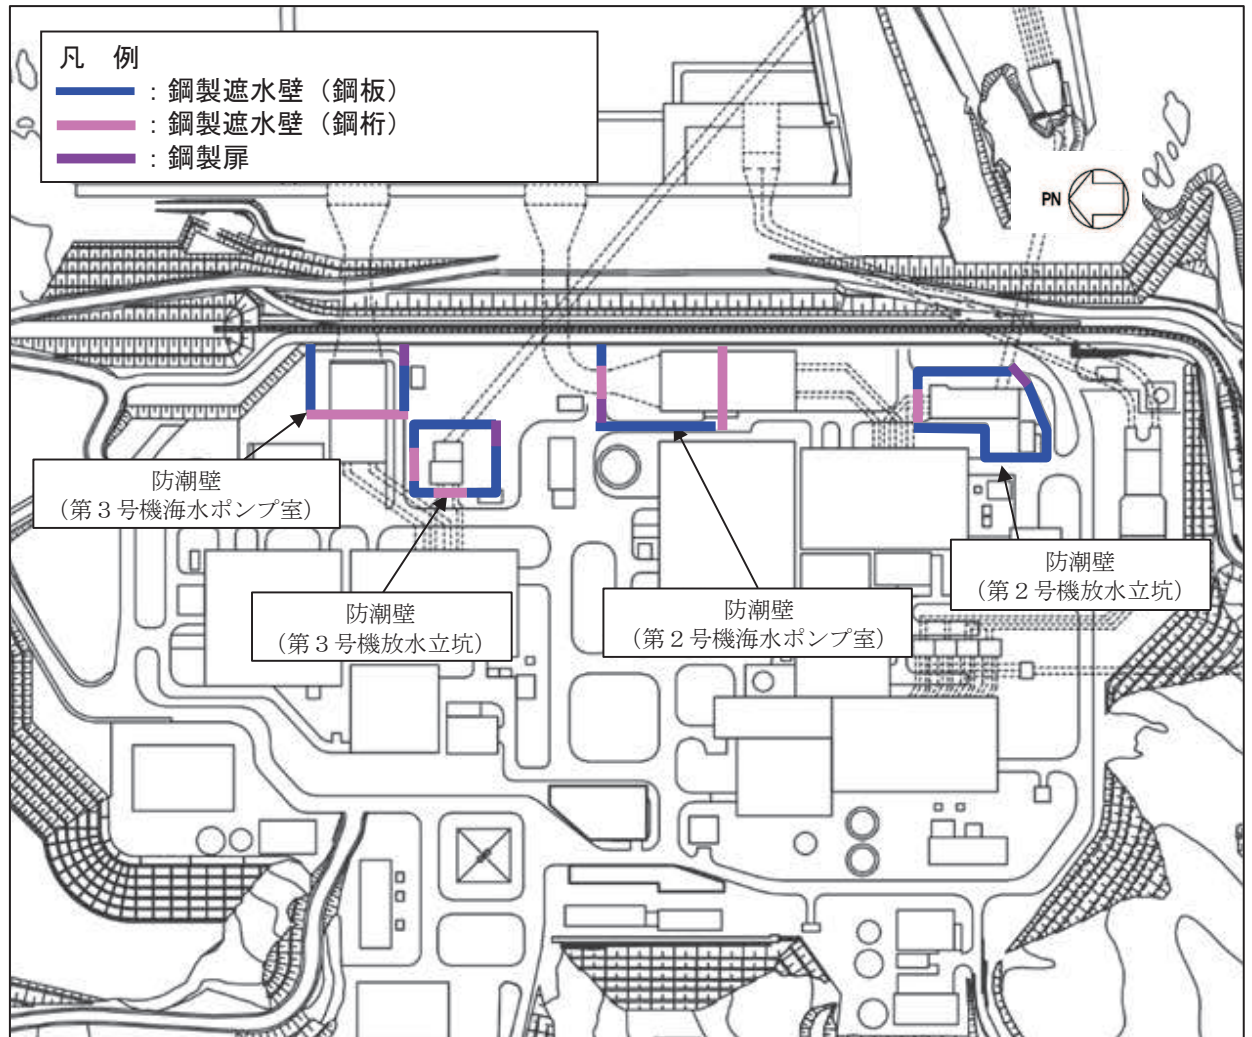 凡　例
：鋼製遮水壁（鋼板）
：鋼製遮水壁（鋼桁）
：鋼製扉
PN
防潮壁
（第３号機海水ポンプ室）
防潮壁
（第３号機放水立坑）
防潮壁
（第２号機海水ポンプ室）
防潮壁
（第２号機放水立坑）